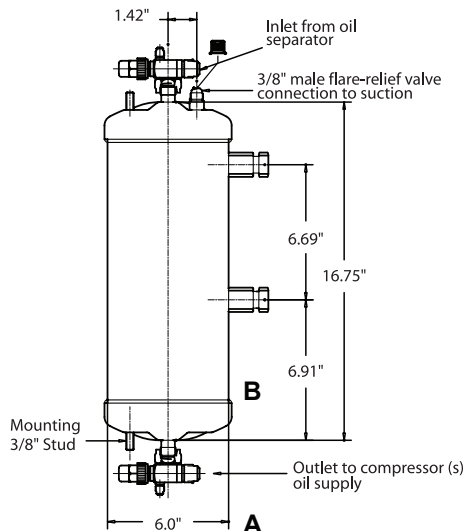 1.42"
Inlet from oil
separator
3/8" male flare-relief valve
connection to suction
6.69"
16.75"
6.91"
B
Mounting
3/8" Stud
Outlet to compressor (s)
oil supply
6.0"
A